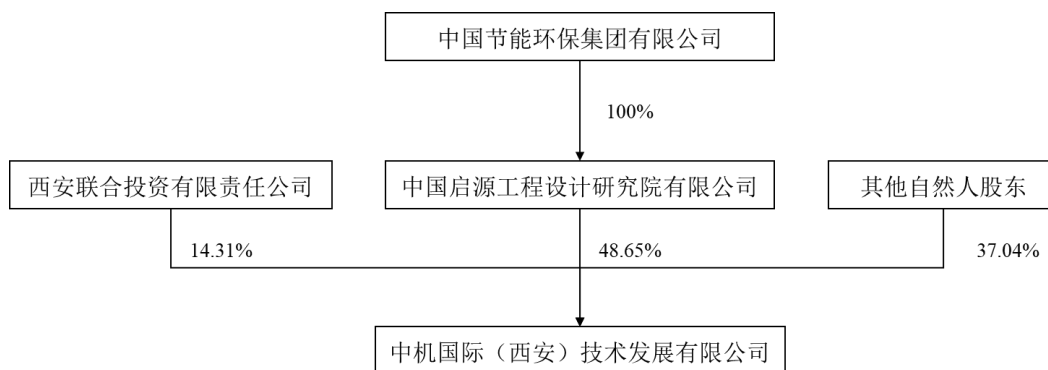 中国节能环保集团有限公司
100%
西安联合投资有限责任公司
中国启源工程设计研究院有限公司
其他自然人股东
14.31%
48.65%
37.04%
中机国际（西安）技术发展有限公司